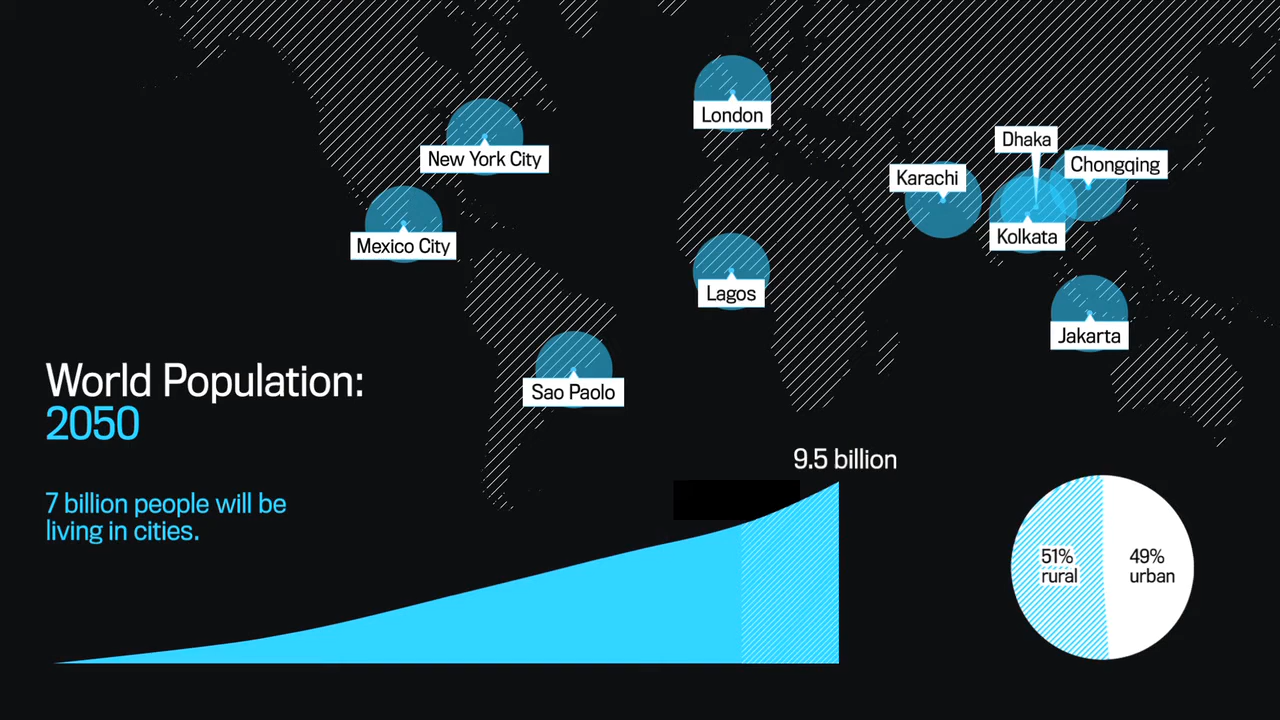 London
Dhaka
New York City
Chongqing
Karachi
Mexico City
Kolkata
Lagos
Jakarta
Sao Paolo
World Population:
2050
9.5 billion
7 billion people will be
living in cities.
51%
rural
49%
urban